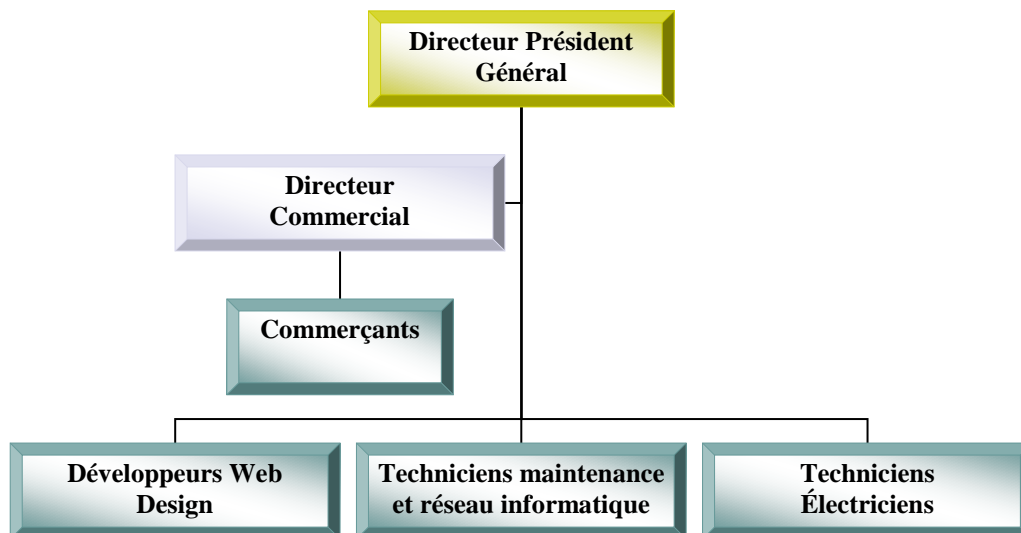 Directeur Président
Général
Directeur
Commercial
Commerçants
Développeurs Web
Design
Techniciens maintenance
et réseau informatique
Techniciens
Électriciens